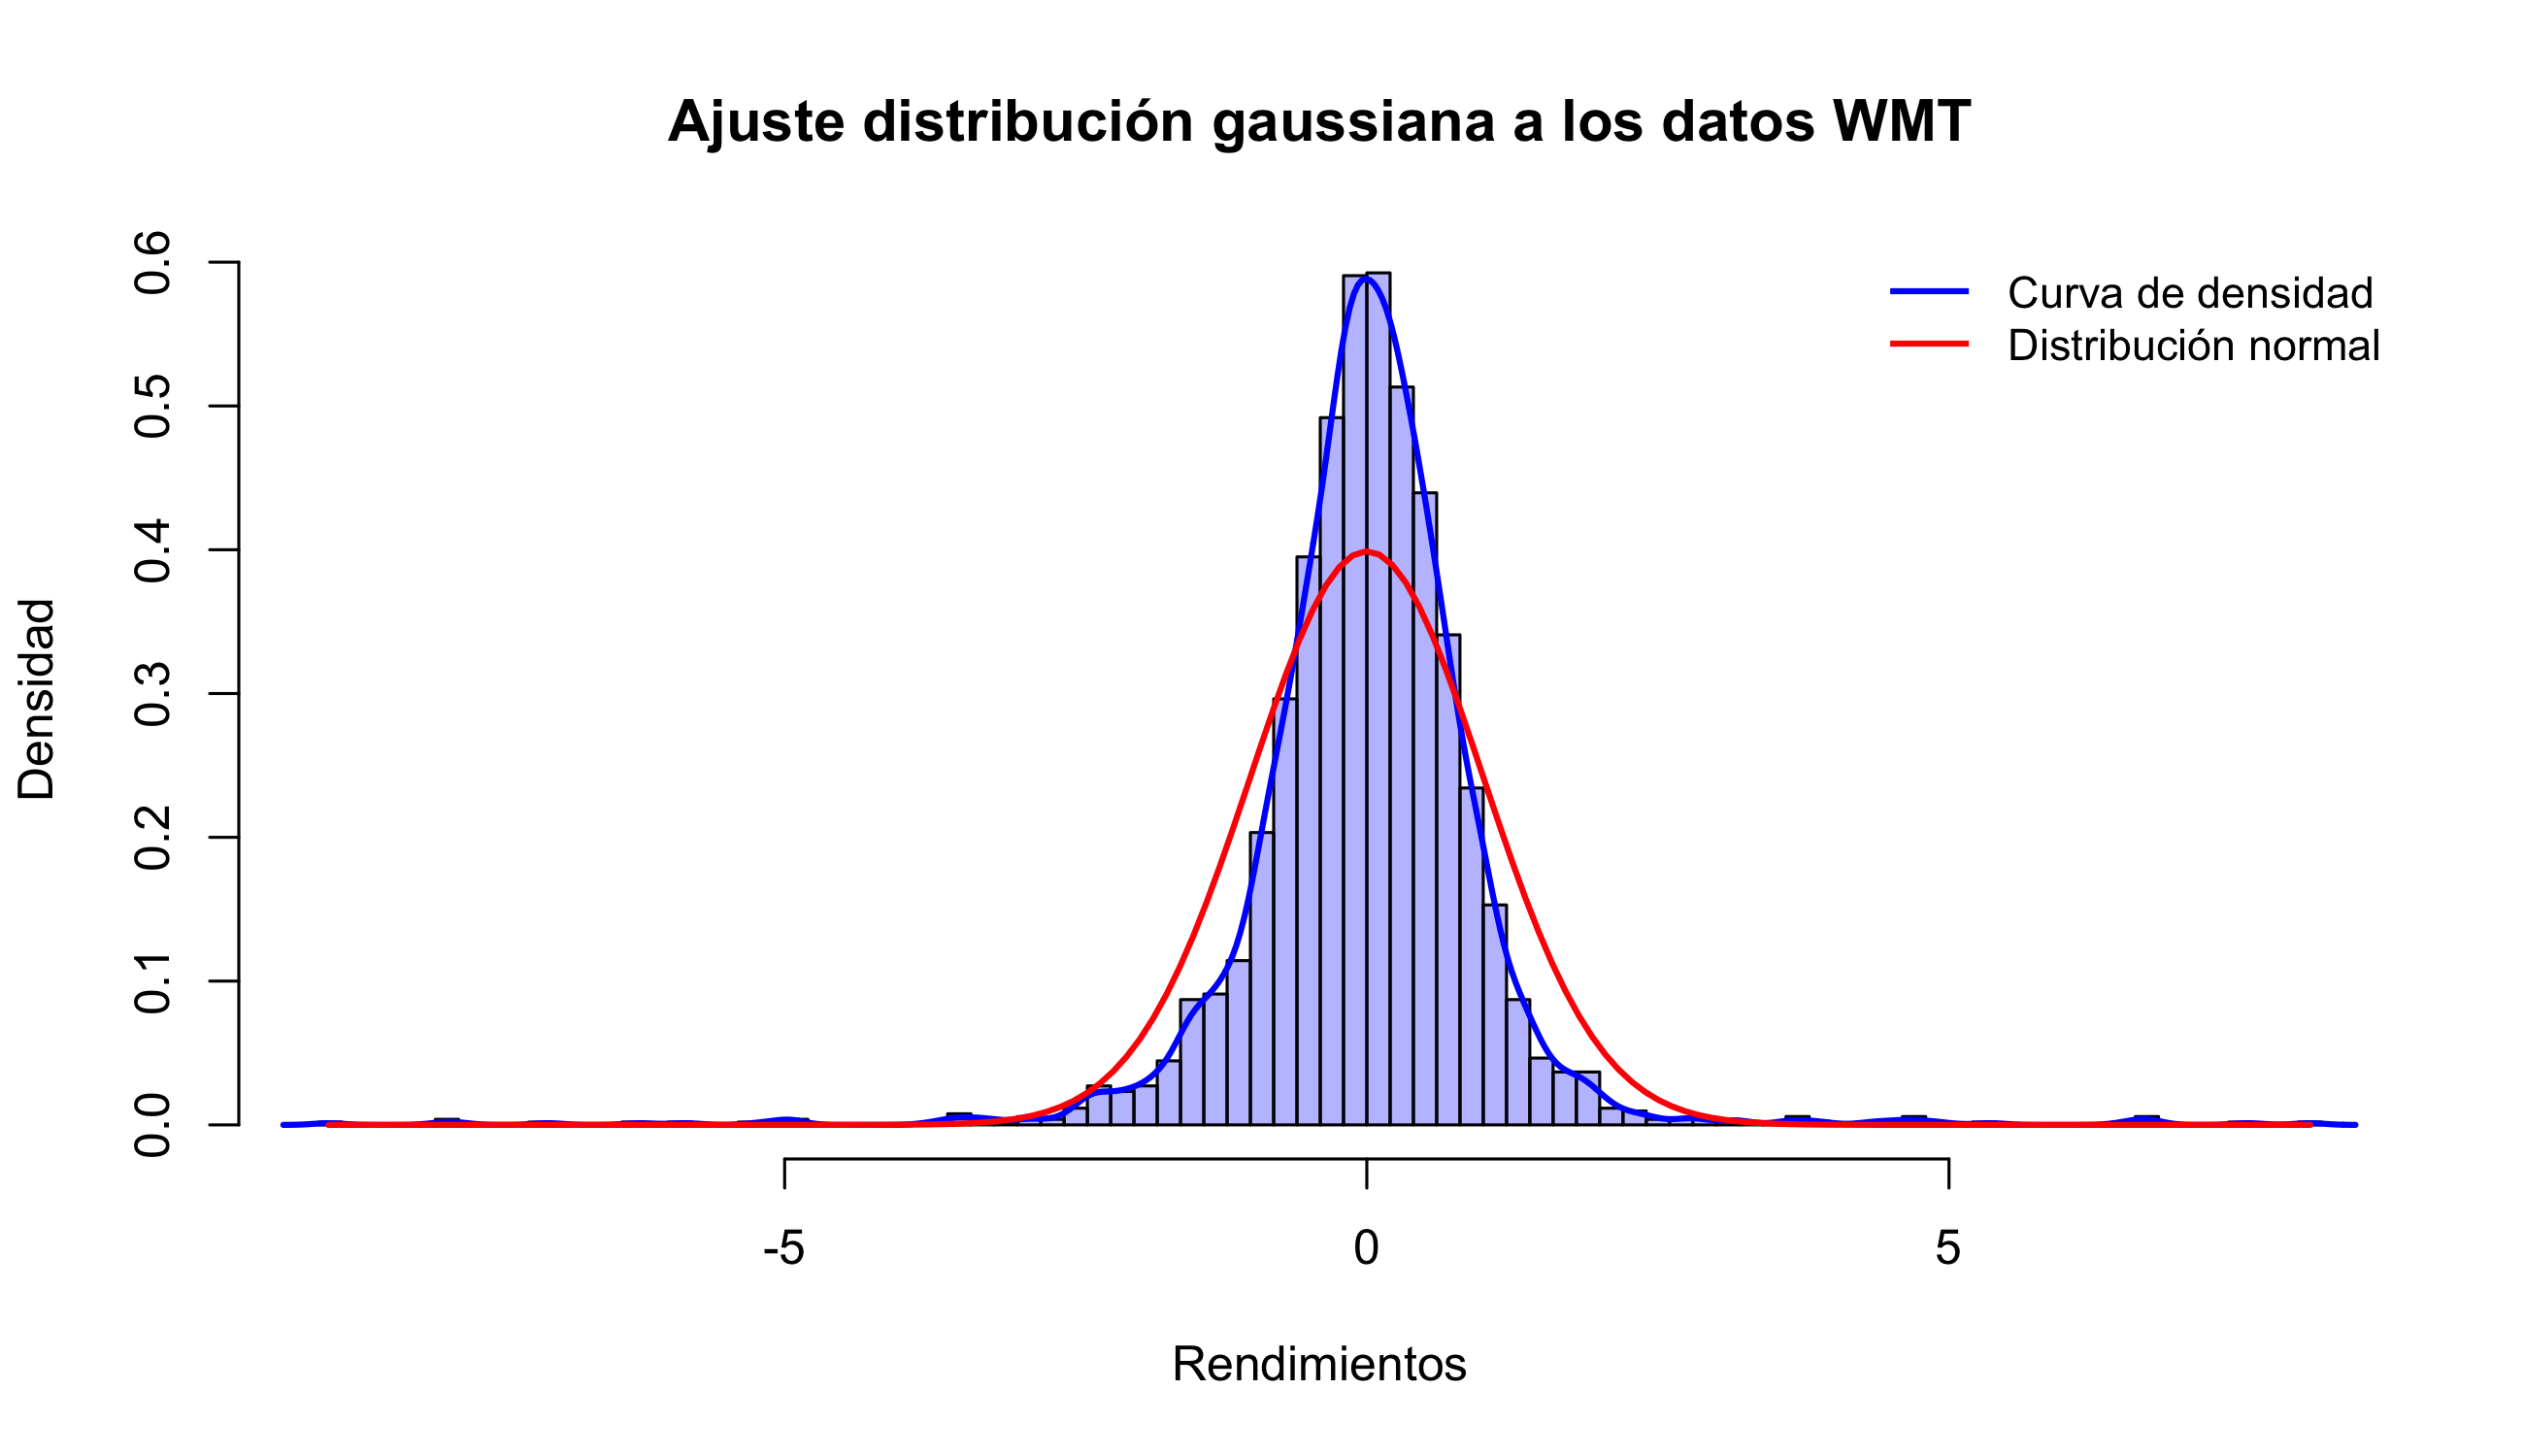 Ajuste distribución gaussiana a los datos WMT
Curva de densidad
Distribución normal
Densidad
0.6
0.5
0.4
0.3
0.2
0.1
0.0
-5 0 5
Rendimientos